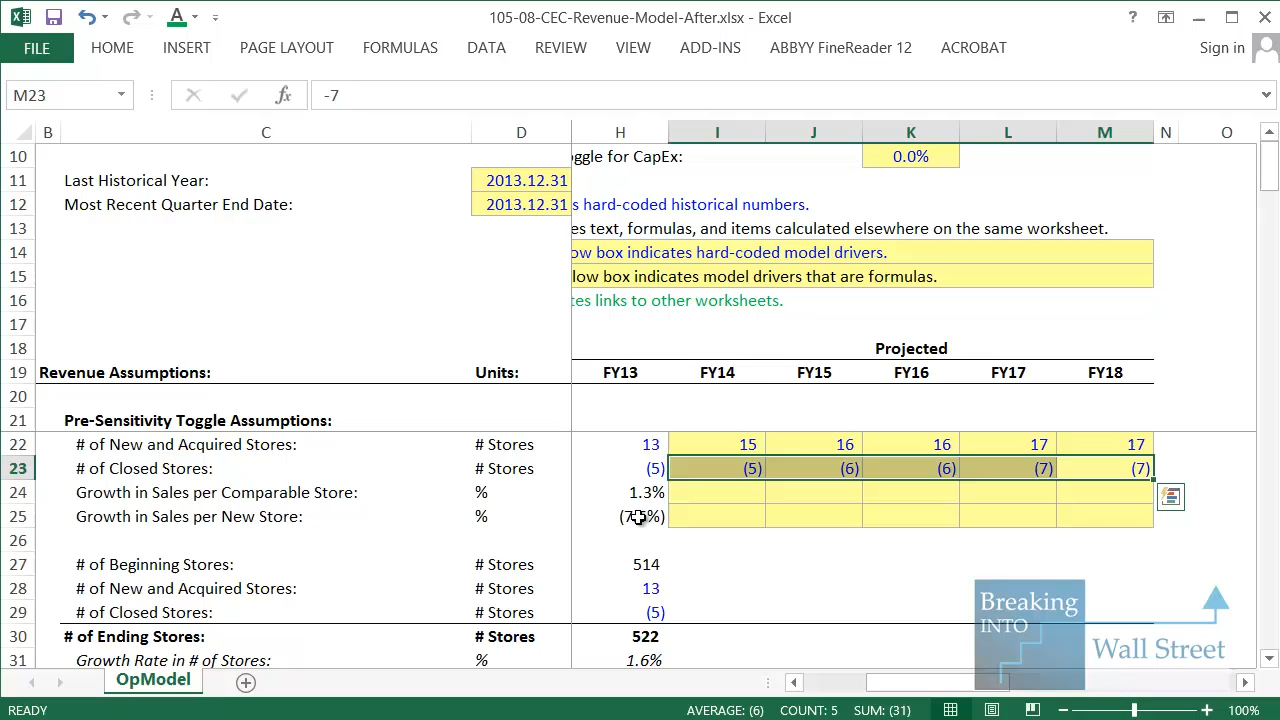 105-08-CEC-Revenue-Model-After.xlsx - Excel
FILE HOME INSERT PAGE LAYOUT FORMULAS DATA REVIEW VIEW ADD-INS ABBYY FineReader 12 ACROBAT Sign in
M23 fx -7
B C D H I J K L M N O
10 oggle for CapEx: 0.0%
11 Last Historical Year: 2013.12.31
12 Most Recent Quarter End Date: 2013.12.31 s hard-coded historical numbers.
13 es text, formulas, and items calculated elsewhere on the same worksheet.
14 ow box indicates hard-coded model drivers.
15 low box indicates model drivers that are formulas.
16 tes links to other worksheets.
17
18 Projected
19 Revenue Assumptions: Units: FY13 FY14 FY15 FY16 FY17 FY18
20
21 Pre-Sensitivity Toggle Assumptions:
22 # of New and Acquired Stores: # Stores 13 15 16 16 17 17
23 # of Closed Stores: # Stores (5) (5) (6) (6) (7) (7)
24 Growth in Sales per Comparable Store: % 1.3%
25 Growth in Sales per New Store: %
26
27 # of Beginning Stores: # Stores 514
28 # of New and Acquired Stores: # Stores 13
29 # of Closed Stores: # Stores (5)
30 # of Ending Stores: # Stores 522
31 Growth Rate in # of Stores: % 1.6%
Breaking
INTO
Wall Street
OpModel
READY AVERAGE: (6) COUNT: 5 SUM: (31) 100%